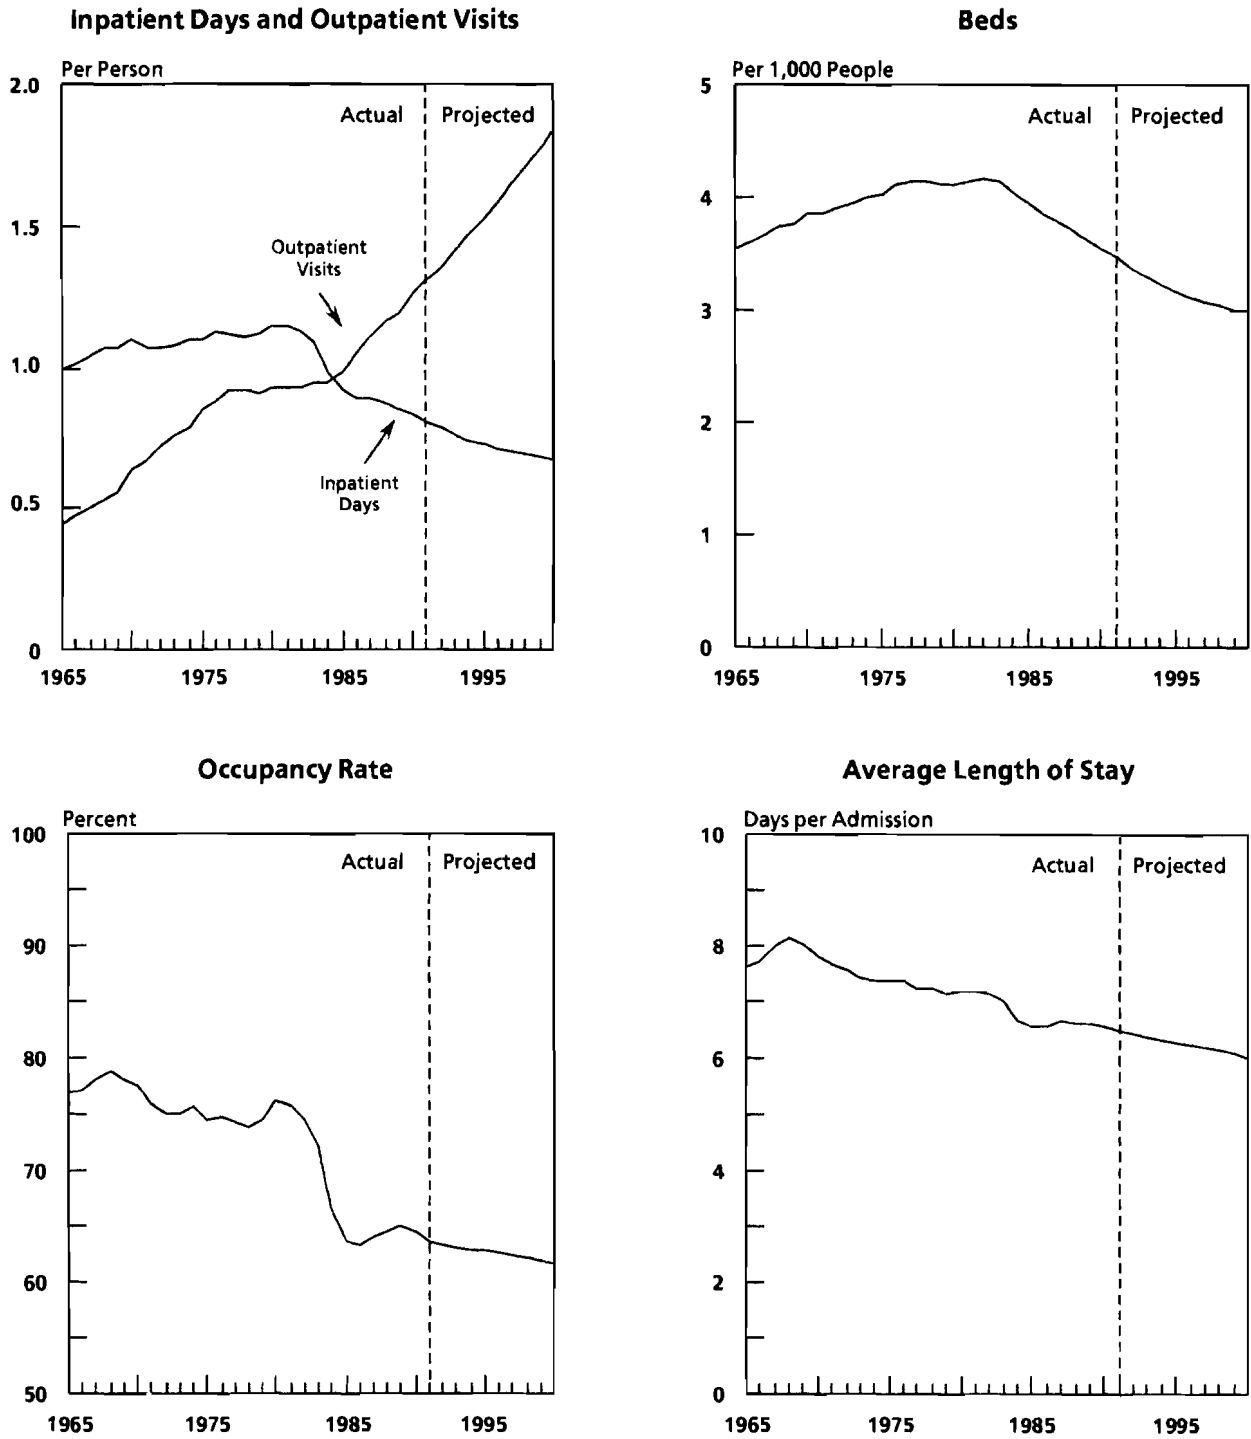 Inpatient Days and Outpatient Visits
Per Person
2.0
1.5
1.0
0.5
0
Actual
Projected
Outpatient
Visits
Inpatient
Days
1965
1975
1985
1995
Beds
Per 1,000 People
5
4
3
2
1
0
Actual
Projected
1965
1975
1985
1995
Occupancy Rate
Percent
100
90
80
70
60
50
Actual
Projected
1965
1975
1985
1995
Average Length of Stay
Days per Admission
10
8
6
4
2
0
Actual
Projected
1965
1975
1985
1995